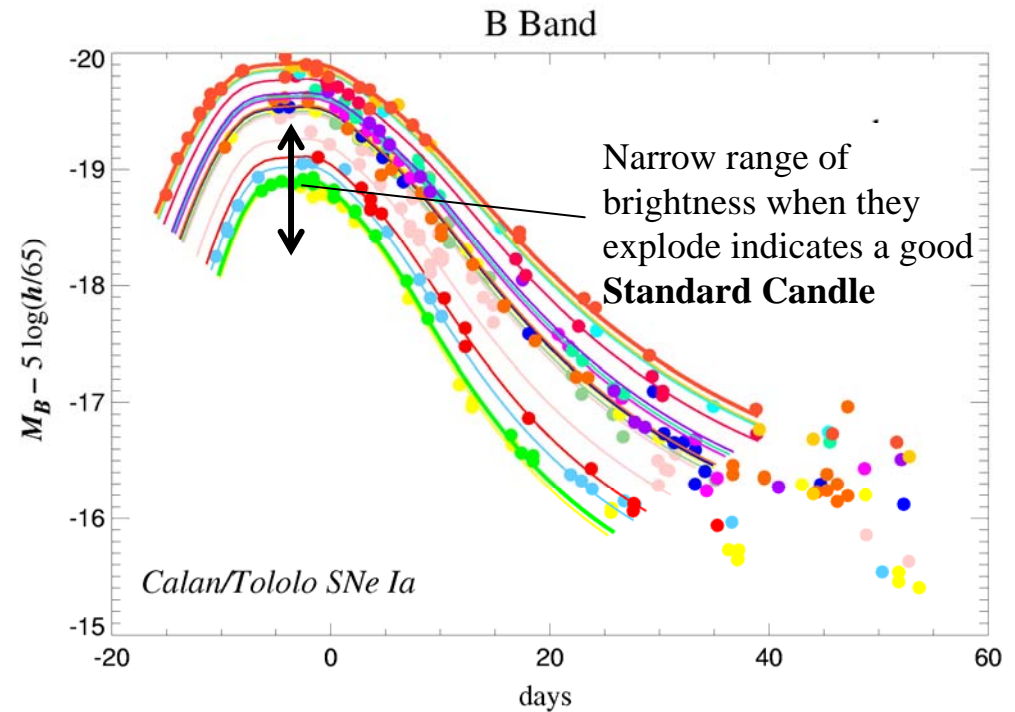 B Band
-20
-19
-18
-17
-16
-15
M_B − 5 log(h/65)
Narrow range of
brightness when they
explode indicates a good
Standard Candle
Calan/Tololo SNe Ia
-20 0 20 40 60
days